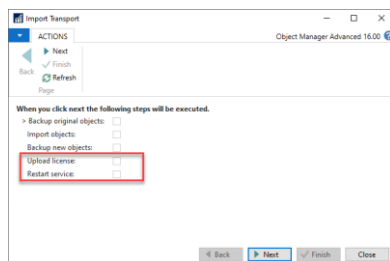 Import Transport
ACTIONS
Object Manager Advanced 16.00
Back
Next
Finish
Refresh
Page
When you click next the following steps will be executed.
> Backup original objects:
Import objects:
Backup new objects:
Upload license:
Restart service:
Back
Next
Finish
Close